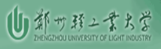 郑州轻工业大学
ZHENGZHOU UNIVERSITY OF LIGHT INDUSTRY